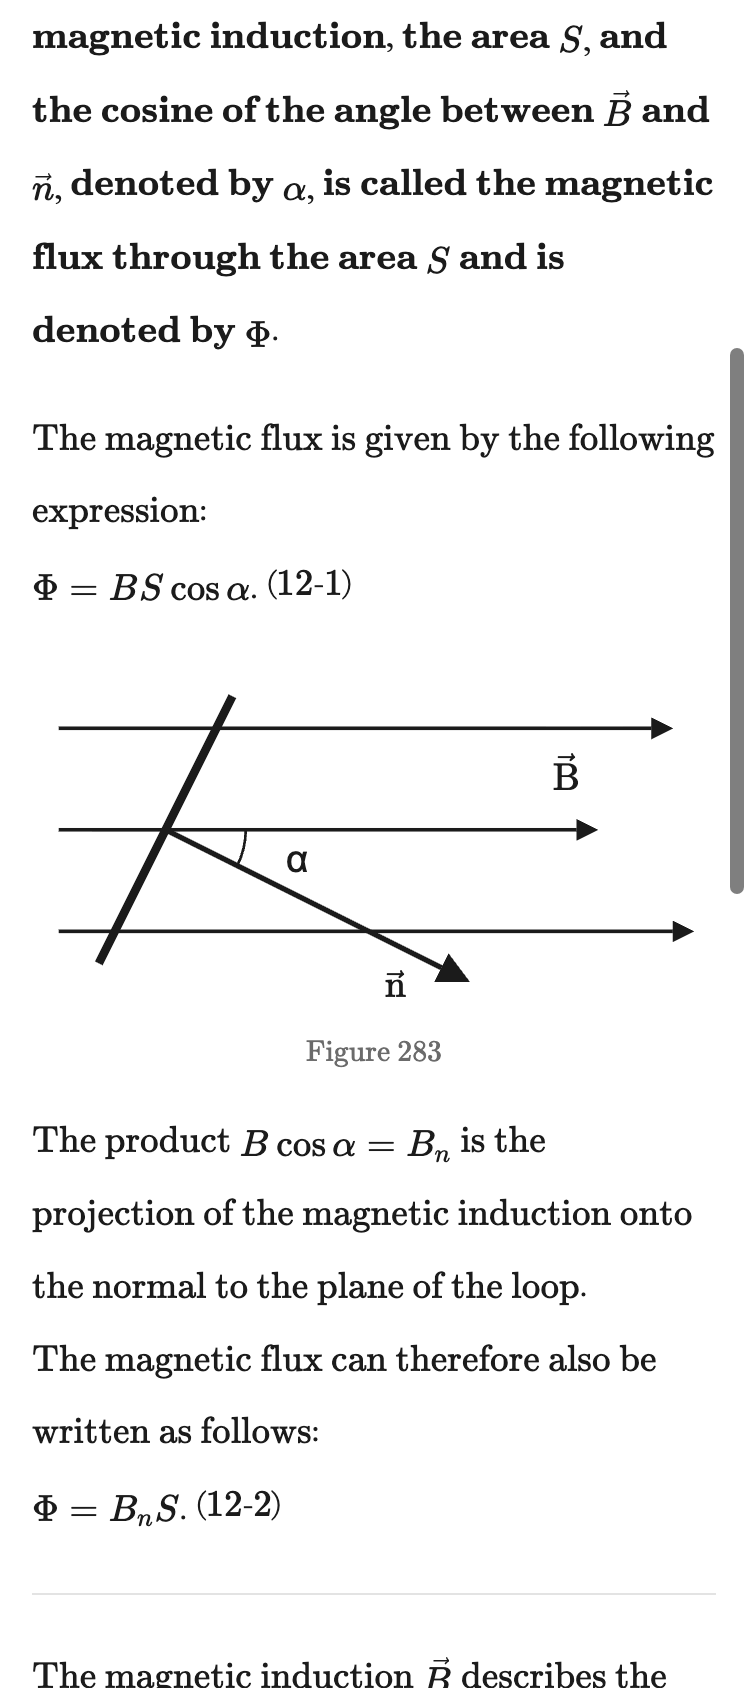 magnetic induction, the area S, and
the cosine of the angle between B⃗ and
n⃗, denoted by α, is called the magnetic
flux through the area S and is
denoted by Φ.
The magnetic flux is given by the following
expression:
Φ = BS cos α. (12-1)
B⃗
α
n⃗
Figure 283
The product B cos α = Bₙ is the
projection of the magnetic induction onto
the normal to the plane of the loop.
The magnetic flux can therefore also be
written as follows:
Φ = BₙS. (12-2)
The magnetic induction B⃗ describes the